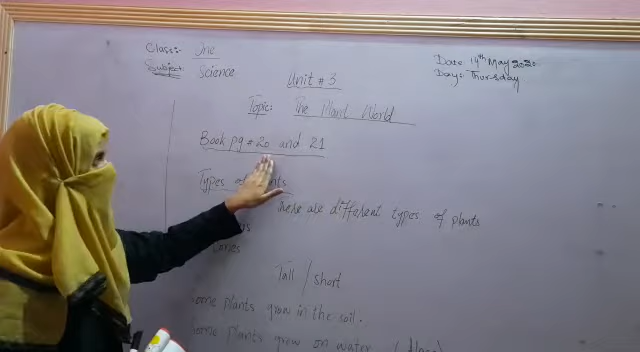 Class:- One
Subject:- Science
Date: 14th May 2020
Day: Thursday
Unit # 3
Topic: The Plant World
Book pg # 20 and 21
Types of
There are different types of plants
Tall / short
Some plants grow in the soil.
Some plants grow on water